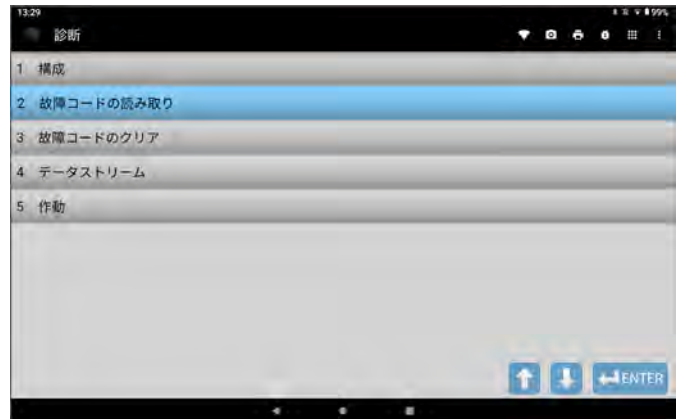 13:29
99%
診断
1 構成
2 故障コードの読み取り
3 故障コードのクリア
4 データストリーム
5 作動
ENTER